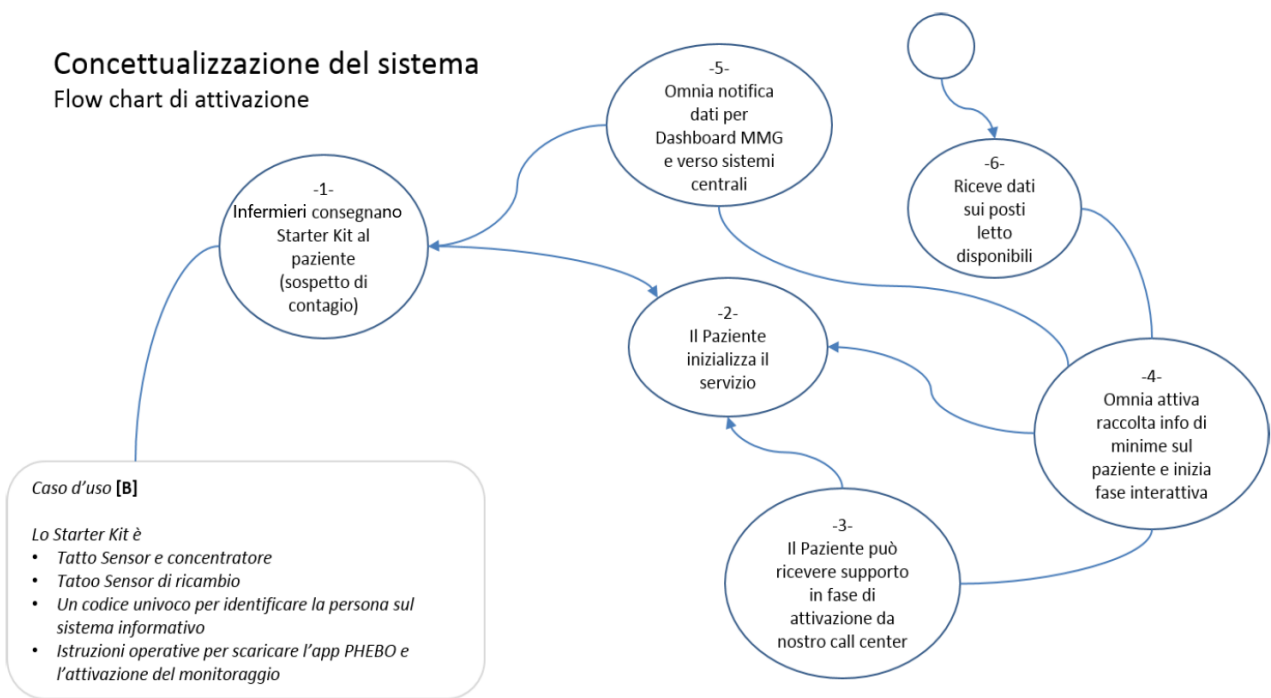 Concettualizzazione del sistema
Flow chart di attivazione
-1-
Infermieri consegnano
Starter Kit al
paziente
(sospetto di
contagio)
-5-
Omnia notifica
dati per
Dashboard MMG
e verso sistemi
centrali
-6-
Riceve dati
sui posti
letto
disponibili
-2-
Il Paziente
inizializza il
servizio
-4-
Omnia attiva
raccolta info di
minime sul
paziente e inizia
fase interattiva
-3-
Il Paziente può
ricevere supporto
in fase di
attivazione da
nostro call center
Caso d'uso [B]
Lo Starter Kit è
• Tatto Sensor e concentratore
• Tatoo Sensor di ricambio
• Un codice univoco per identificare la persona sul
sistema informativo
• Istruzioni operative per scaricare l'app PHEBO e
l'attivazione del monitoraggio